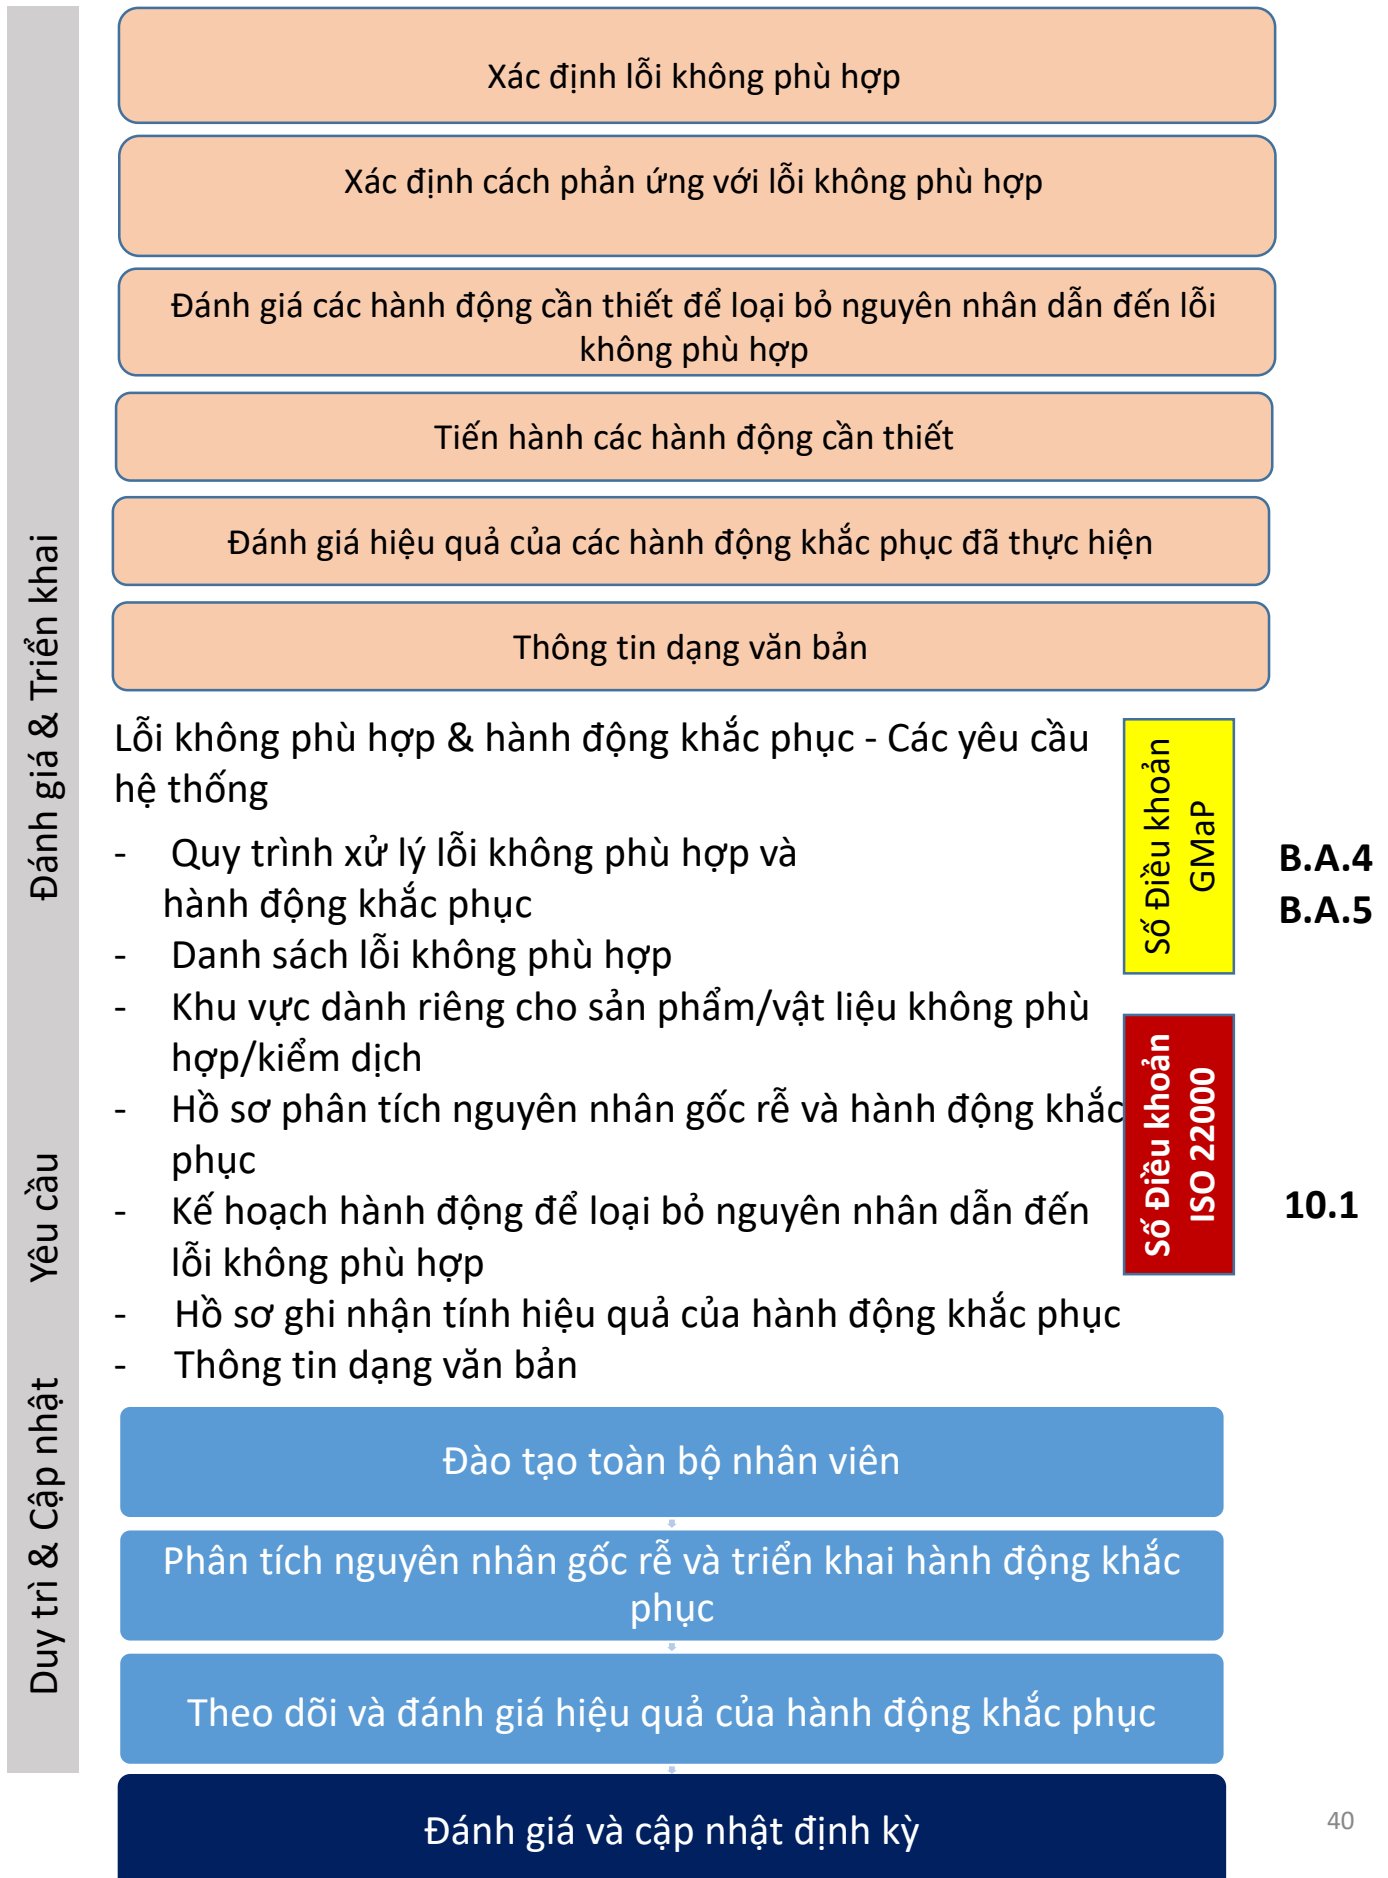 Xác định lỗi không phù hợp
Xác định cách phản ứng với lỗi không phù hợp
Đánh giá các hành động cần thiết để loại bỏ nguyên nhân dẫn đến lỗi
không phù hợp
Tiến hành các hành động cần thiết
Đánh giá hiệu quả của các hành động khắc phục đã thực hiện
Thông tin dạng văn bản
Đánh giá & Triển khai
Lỗi không phù hợp & hành động khắc phục - Các yêu cầu
hệ thống
- Quy trình xử lý lỗi không phù hợp và
hành động khắc phục
- Danh sách lỗi không phù hợp
- Khu vực dành riêng cho sản phẩm/vật liệu không phù
hợp/kiểm dịch
- Hồ sơ phân tích nguyên nhân gốc rễ và hành động khắc
phục
- Kế hoạch hành động để loại bỏ nguyên nhân dẫn đến
lỗi không phù hợp
- Hồ sơ ghi nhận tính hiệu quả của hành động khắc phục
- Thông tin dạng văn bản
Số Điều khoản
GMaP
B.A.4
B.A.5
Số Điều khoản
ISO 22000
10.1
Yêu cầu
Duy trì & Cập nhật
Đào tạo toàn bộ nhân viên
Phân tích nguyên nhân gốc rễ và triển khai hành động khắc
phục
Theo dõi và đánh giá hiệu quả của hành động khắc phục
Đánh giá và cập nhật định kỳ
40